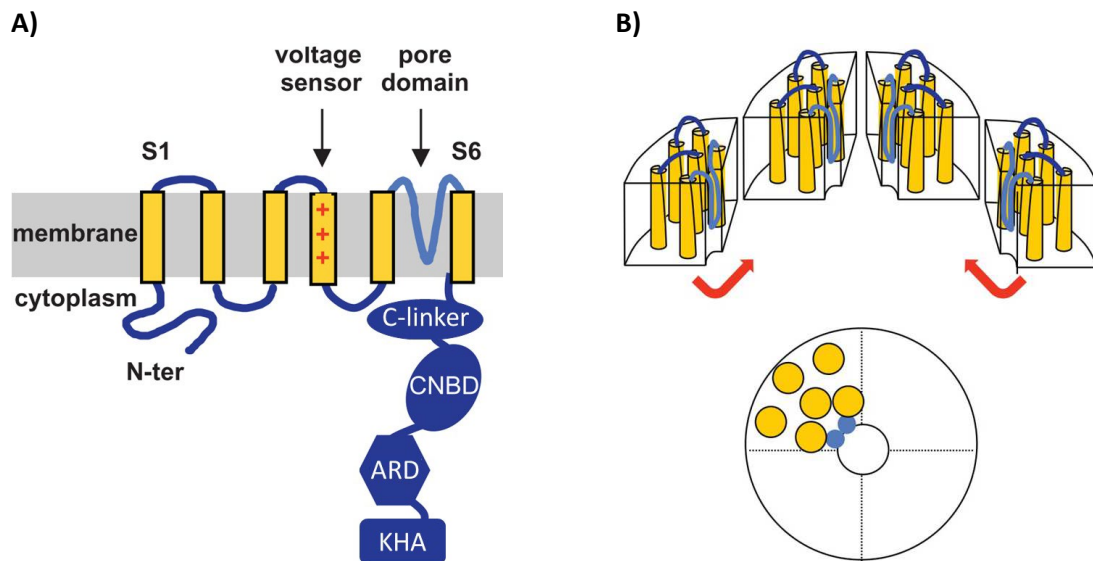 A)
B)
voltage
sensor
pore
domain
S1
S6
+
+
+
membrane
cytoplasm
N-ter
C-linker
CNBD
ARD
KHA